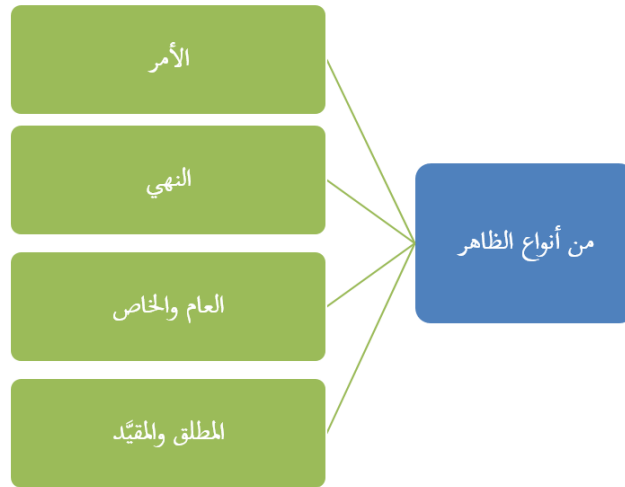 من أنواع الظاهر
الأمر
النهي
العام والخاص
المطلق والمقيَّد